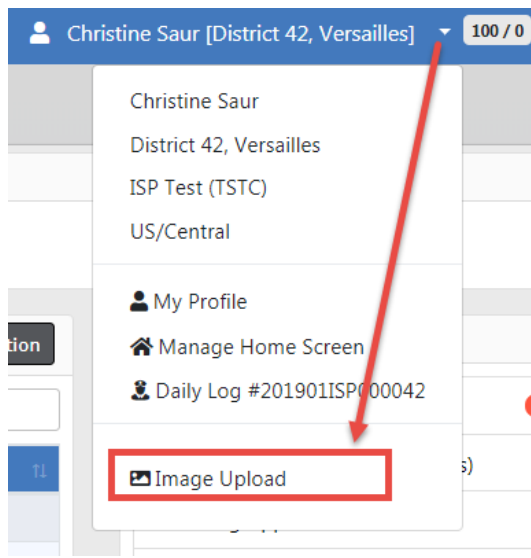 Christine Saur [District 42, Versailles] 100 / 0
Christine Saur
District 42, Versailles
ISP Test (TSTC)
US/Central
My Profile
tion
Manage Home Screen
Daily Log #201901ISP000042
Image Upload
s)